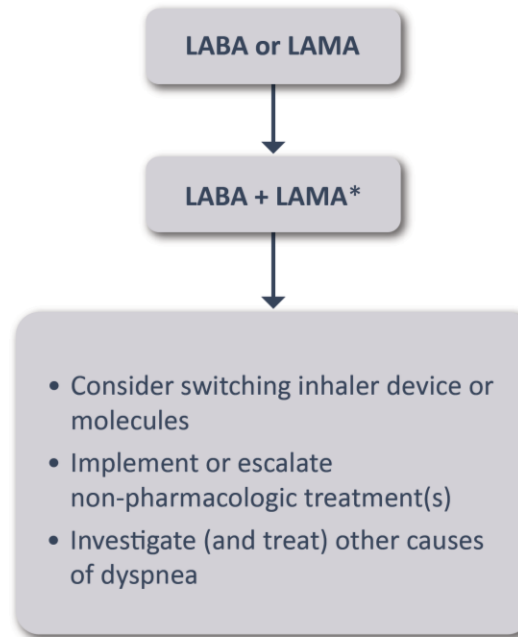 LABA or LAMA
LABA + LAMA*
• Consider switching inhaler device or
molecules
• Implement or escalate
non-pharmacologic treatment(s)
• Investigate (and treat) other causes
of dyspnea